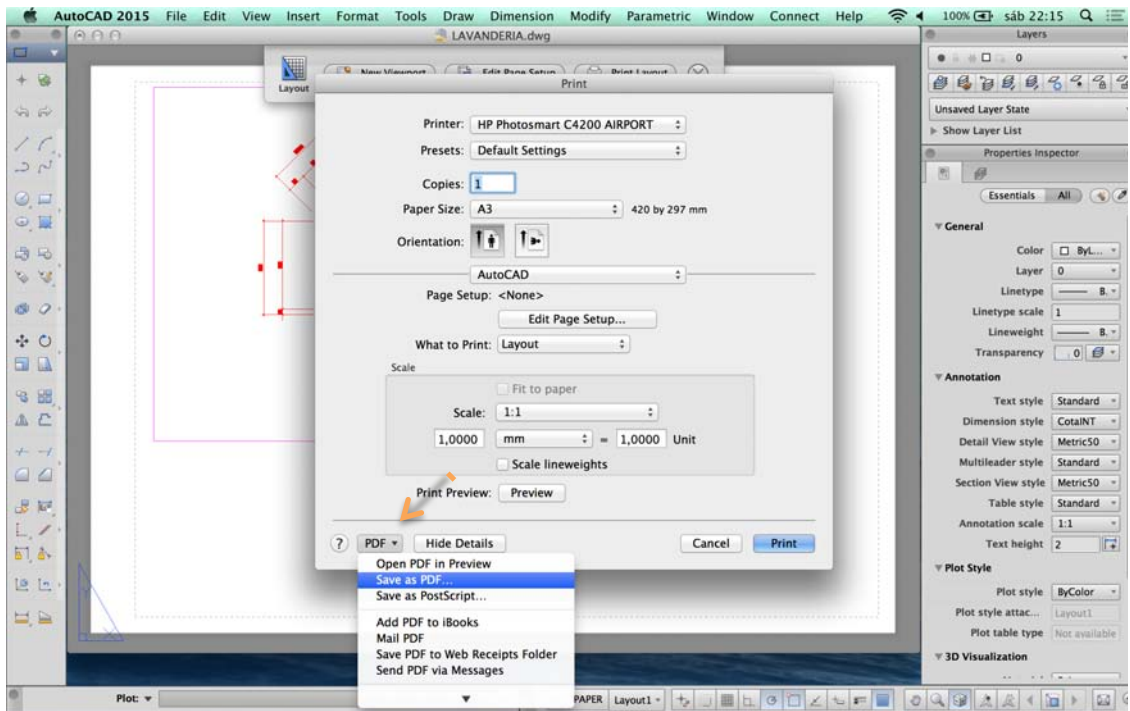 AutoCAD 2015 File Edit View Insert Format Tools Draw Dimension Modify Parametric Window Connect Help 100% sáb 22:15
LAVANDERIA.dwg
Layers
0
Unsaved Layer State
Show Layer List
Properties Inspector
Essentials All
General
Color ByL...
Layer 0
Linetype B.
Linetype scale 1
Lineweight B.
Transparency 0
Annotation
Text style Standard
Dimension style CotaINT
Detail View style Metric50
Multileader style Standard
Section View style Metric50
Table style Standard
Annotation scale 1:1
Text height 2
Plot Style
Plot style ByColor
Plot style attac... Layout1
Plot table type Not available
3D Visualization
Layout
New Viewport Edit Page Setup Print Layout
Print
Printer: HP Photosmart C4200 AIRPORT
Presets: Default Settings
Copies: 1
Paper Size: A3 420 by 297 mm
Orientation:
AutoCAD
Page Setup: <None>
Edit Page Setup...
What to Print: Layout
Scale
Fit to paper
Scale: 1:1
1,0000 mm = 1,0000 Unit
Scale lineweights
Print Preview: Preview
? PDF Hide Details Cancel Print
Open PDF in Preview
Save as PDF...
Save as PostScript...
Add PDF to iBooks
Mail PDF
Save PDF to Web Receipts Folder
Send PDF via Messages
Plot: PAPER Layout1